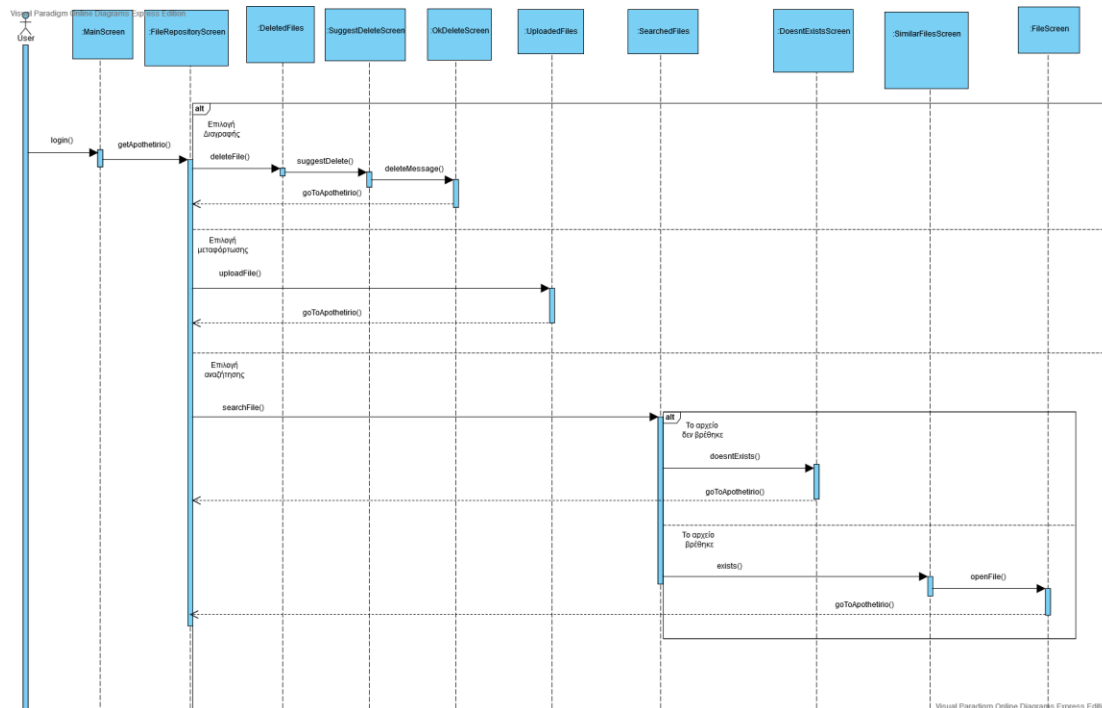 Visual Paradigm Online Diagrams Express Edition
User
:MainScreen
:FileRepositoryScreen
:DeletedFiles
:SuggestDeleteScreen
:OkDeleteScreen
:UploadedFiles
:SearchedFiles
:DoesntExistsScreen
:SimilarFilesScreen
:FileScreen
alt
Επιλογή
Διαγραφής
login()
getApothetirio()
deleteFile()
suggestDelete()
deleteMessage()
goToApothetirio()
Επιλογή
μεταφόρτωσης
uploadFile()
goToApothetirio()
Επιλογή
αναζήτησης
searchFile()
alt
Το αρχείο
δεν βρέθηκε
doesntExists()
goToApothetirio()
Το αρχείο
βρέθηκε
exists()
openFile()
goToApothetirio()
Visual Paradigm Online Diagrams Express Editi